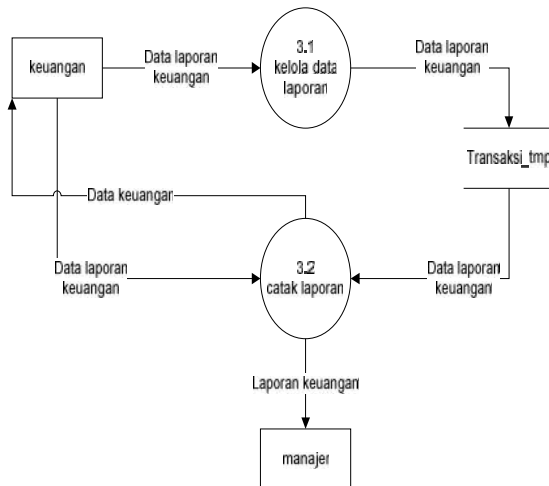 keuangan
Data laporan
keuangan
3.1
kelola data
laporan
Data laporan
keuangan
Transaksi_tmp
Data keuangan
Data laporan
keuangan
3.2
catak laporan
Data laporan
keuangan
Laporan keuangan
manajer